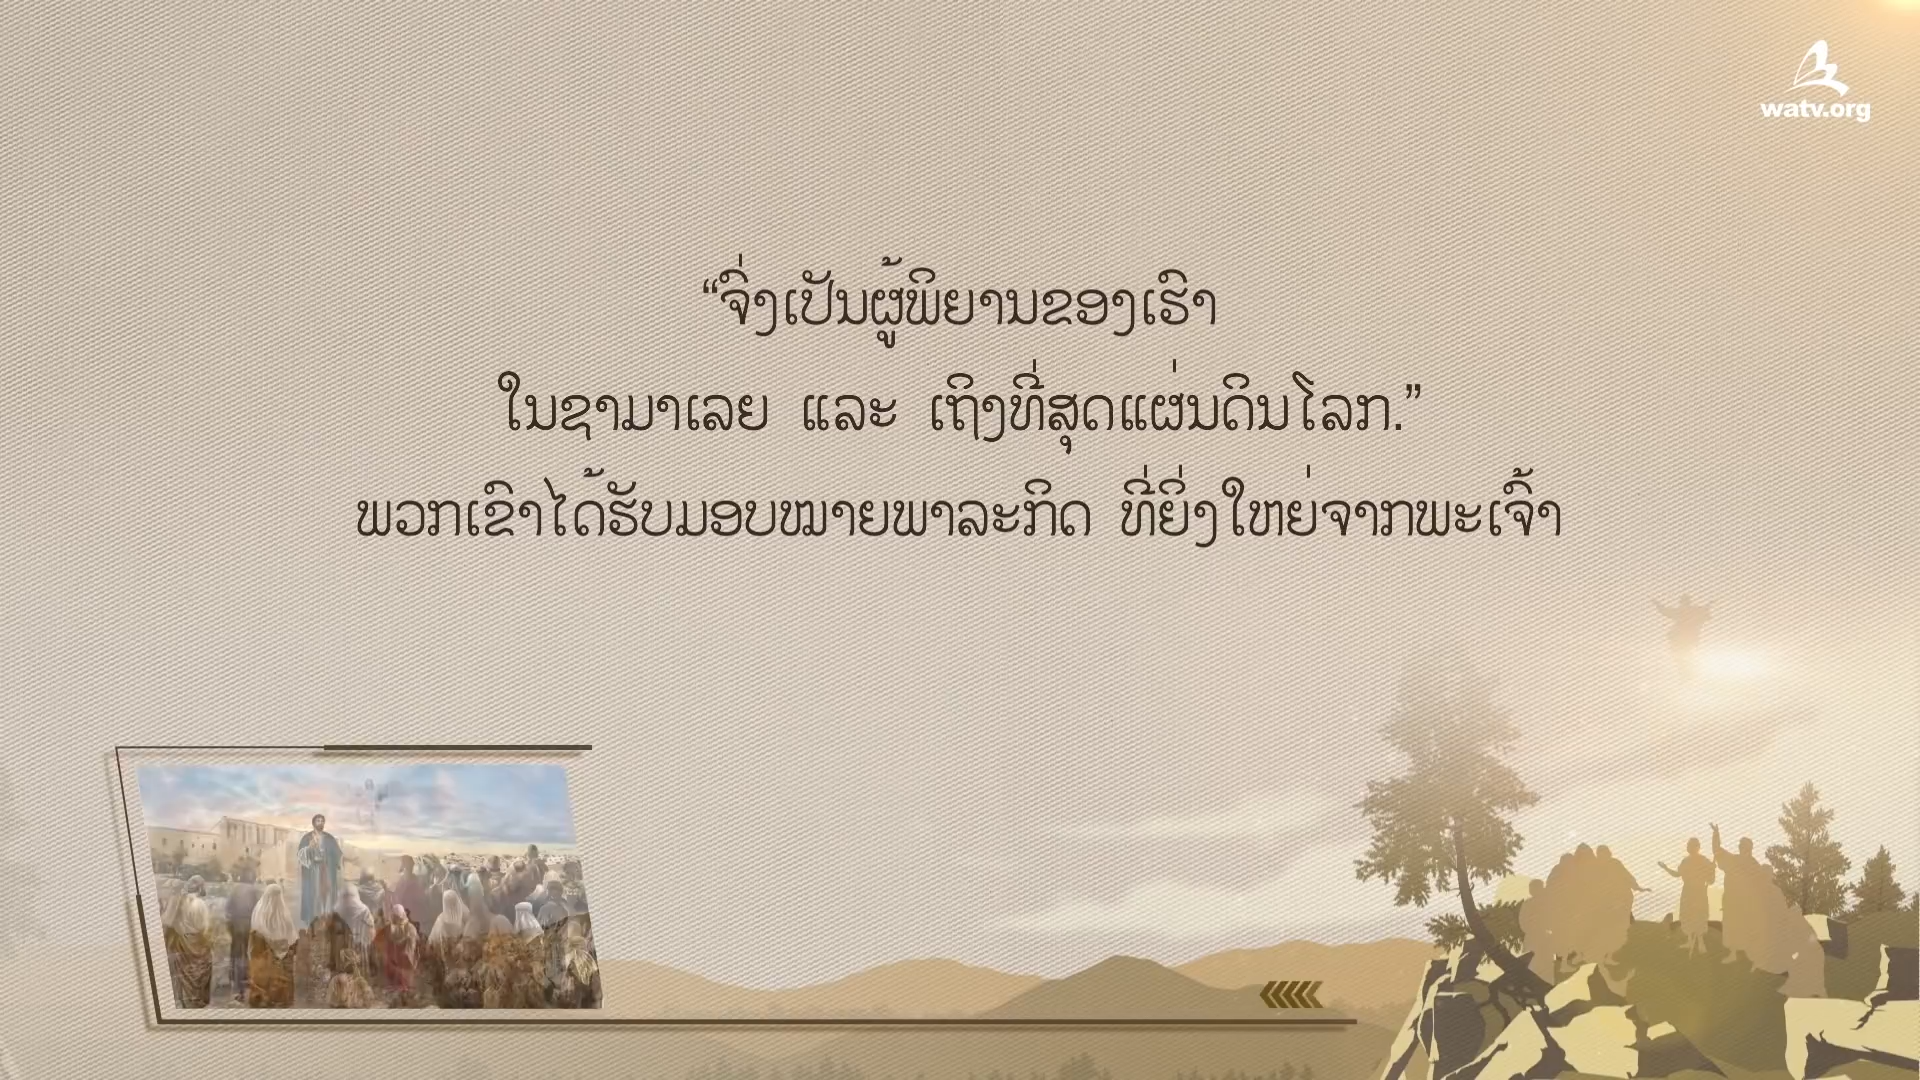 watv.org
“ຈຶ່ງເປັນຜູ້ພິຍານຂອງເຮົາ
ໃນຊາມາເລຍ ແລະ ເຖິງທີ່ສຸດແຜ່ນດິນໂລກ.”
ພວກເຂົາໄດ້ຮັບມອບໝາຍພາລະກິດ ທີ່ຍິ່ງໃຫຍ່ຈາກພະເຈົ້າ